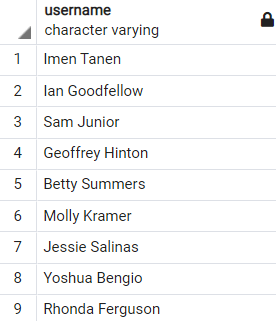 username
character varying
1 Imen Tanen
2 Ian Goodfellow
3 Sam Junior
4 Geoffrey Hinton
5 Betty Summers
6 Molly Kramer
7 Jessie Salinas
8 Yoshua Bengio
9 Rhonda Ferguson